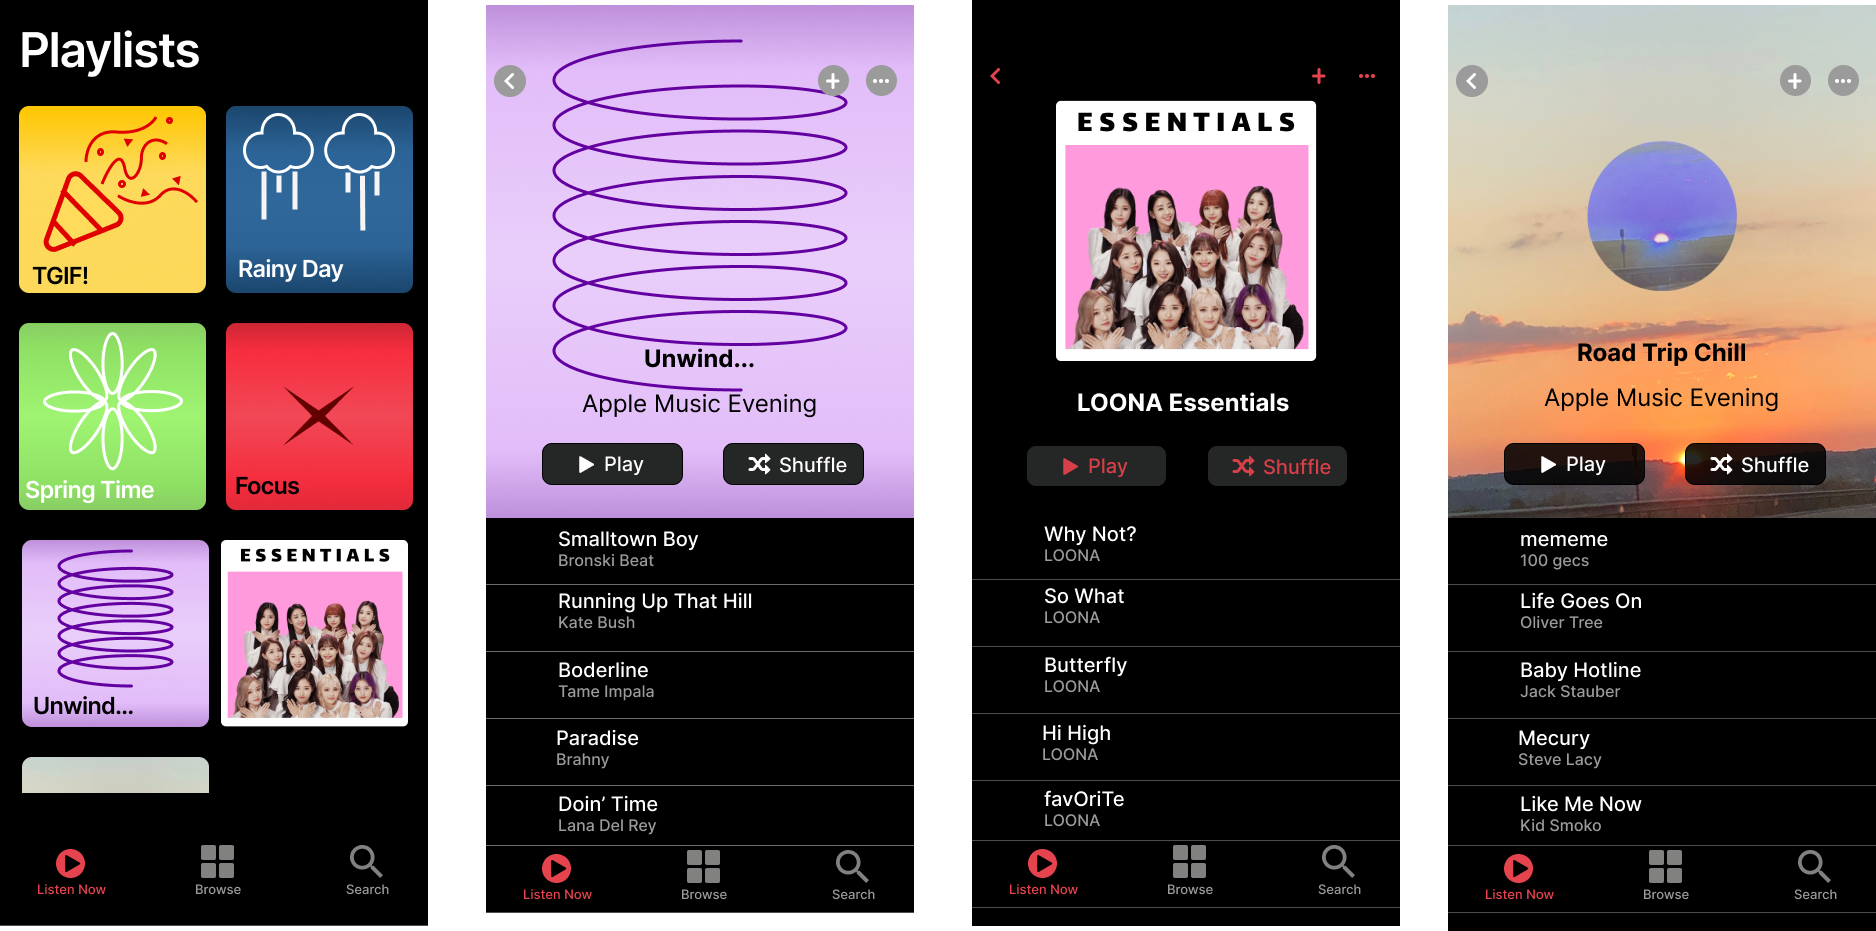 Playlists
TGIF!
Rainy Day
Spring Time
Focus
Unwind...
ESSENTIALS
Listen Now
Browse
Search
Unwind...
Apple Music Evening
Play
Shuffle
Smalltown Boy
Bronski Beat
Running Up That Hill
Kate Bush
Boderline
Tame Impala
Paradise
Brahny
Doin’ Time
Lana Del Rey
Listen Now
Browse
Search
ESSENTIALS
LOONA Essentials
Play
Shuffle
Why Not?
LOONA
So What
LOONA
Butterfly
LOONA
Hi High
LOONA
favOriTe
LOONA
Listen Now
Browse
Search
Road Trip Chill
Apple Music Evening
Play
Shuffle
mememe
100 gecs
Life Goes On
Oliver Tree
Baby Hotline
Jack Stauber
Mecury
Steve Lacy
Like Me Now
Kid Smoko
Listen Now
Browse
Search